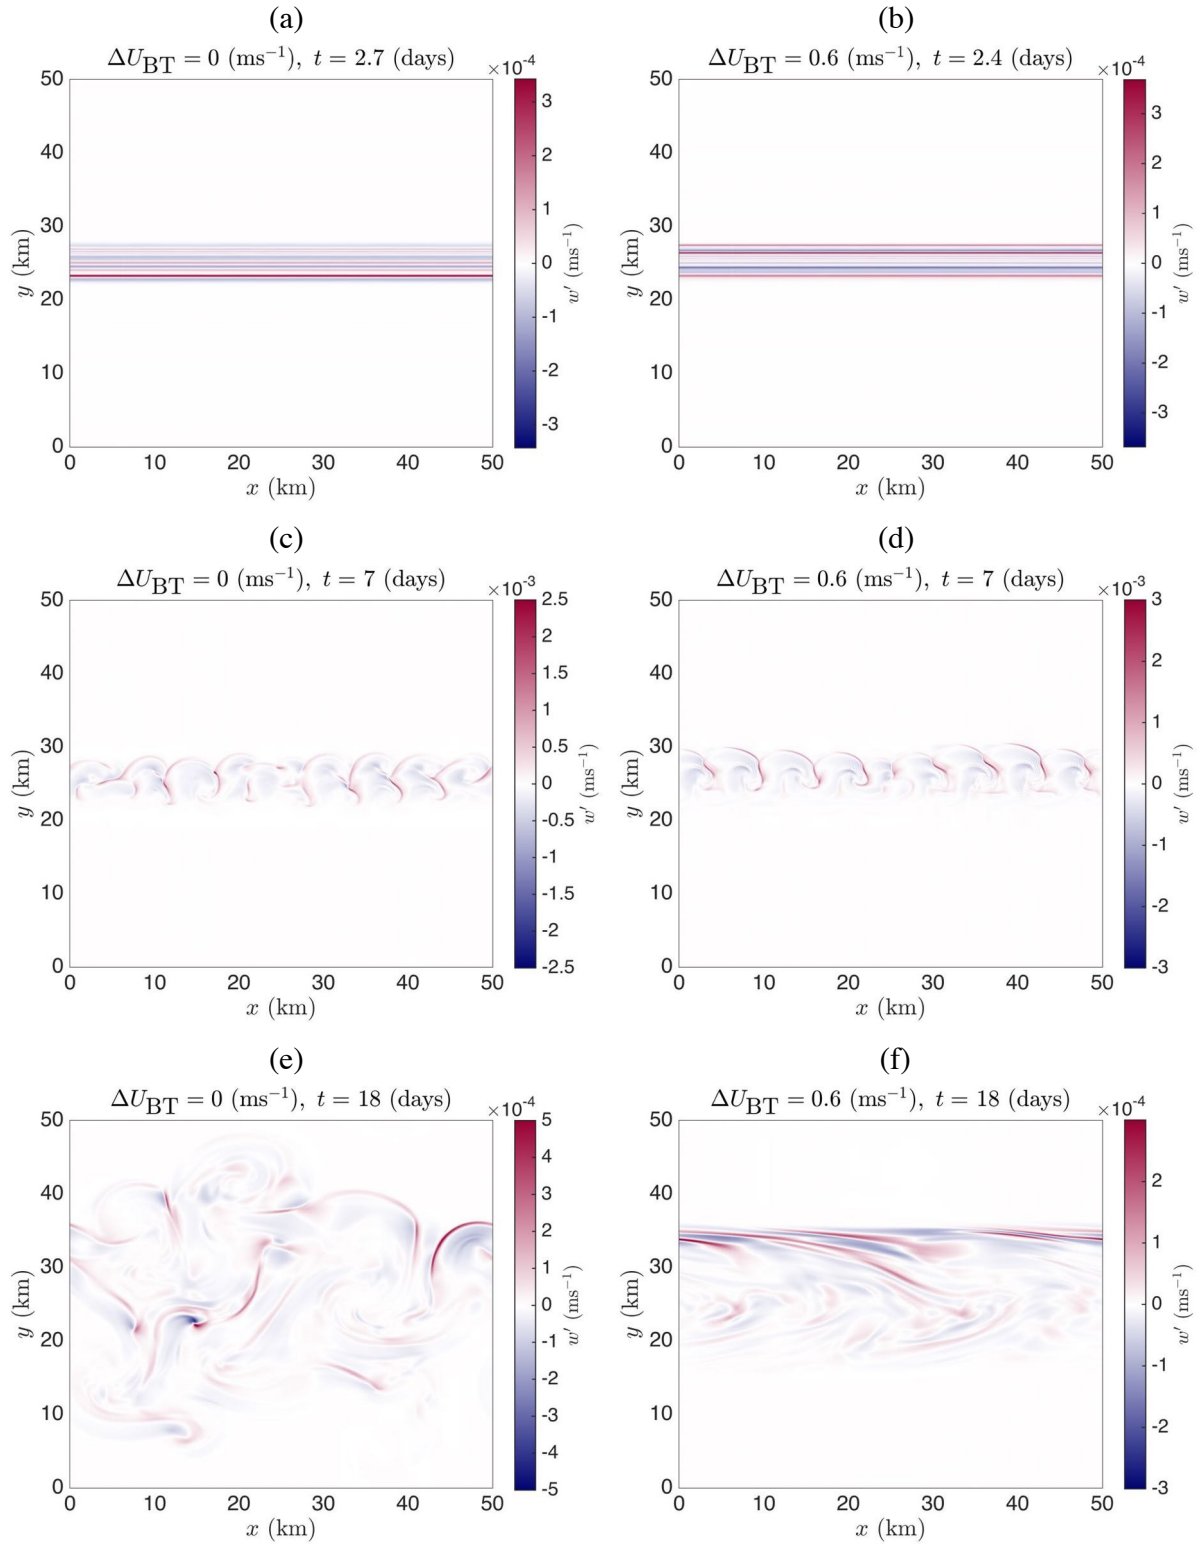 (a)
ΔU_BT = 0 (ms⁻¹), t = 2.7 (days)
×10⁻⁴
50
40
30
20
10
0
y (km)
0 10 20 30 40 50
x (km)
3
2
1
0
-1
-2
-3
w′ (ms⁻¹)
(b)
ΔU_BT = 0.6 (ms⁻¹), t = 2.4 (days)
×10⁻⁴
50
40
30
20
10
0
y (km)
0 10 20 30 40 50
x (km)
3
2
1
0
-1
-2
-3
w′ (ms⁻¹)
(c)
ΔU_BT = 0 (ms⁻¹), t = 7 (days)
×10⁻³
50
40
30
20
10
0
y (km)
0 10 20 30 40 50
x (km)
2.5
2
1.5
1
0.5
0
-0.5
-1
-1.5
-2
-2.5
w′ (ms⁻¹)
(d)
ΔU_BT = 0.6 (ms⁻¹), t = 7 (days)
×10⁻³
50
40
30
20
10
0
y (km)
0 10 20 30 40 50
x (km)
3
2
1
0
-1
-2
-3
w′ (ms⁻¹)
(e)
ΔU_BT = 0 (ms⁻¹), t = 18 (days)
×10⁻⁴
50
40
30
20
10
0
y (km)
0 10 20 30 40 50
x (km)
5
4
3
2
1
0
-1
-2
-3
-4
-5
w′ (ms⁻¹)
(f)
ΔU_BT = 0.6 (ms⁻¹), t = 18 (days)
×10⁻⁴
50
40
30
20
10
0
y (km)
0 10 20 30 40 50
x (km)
2
1
0
-1
-2
-3
w′ (ms⁻¹)